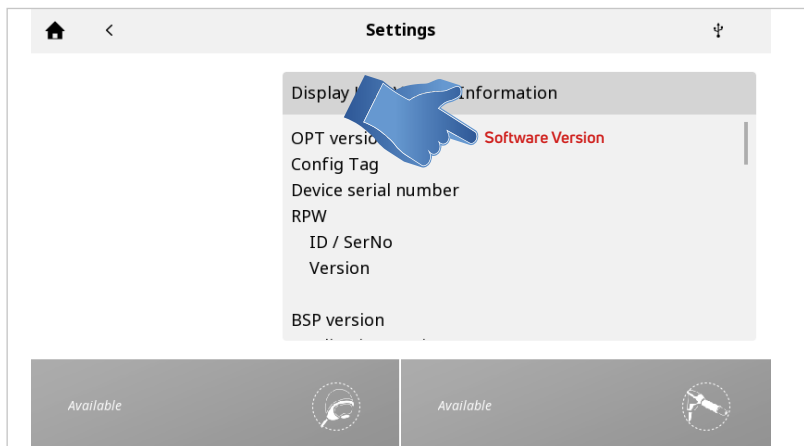 Settings
Display Information
OPT versio
Software Version
Config Tag
Device serial number
RPW
ID / SerNo
Version
BSP version
Available
Available